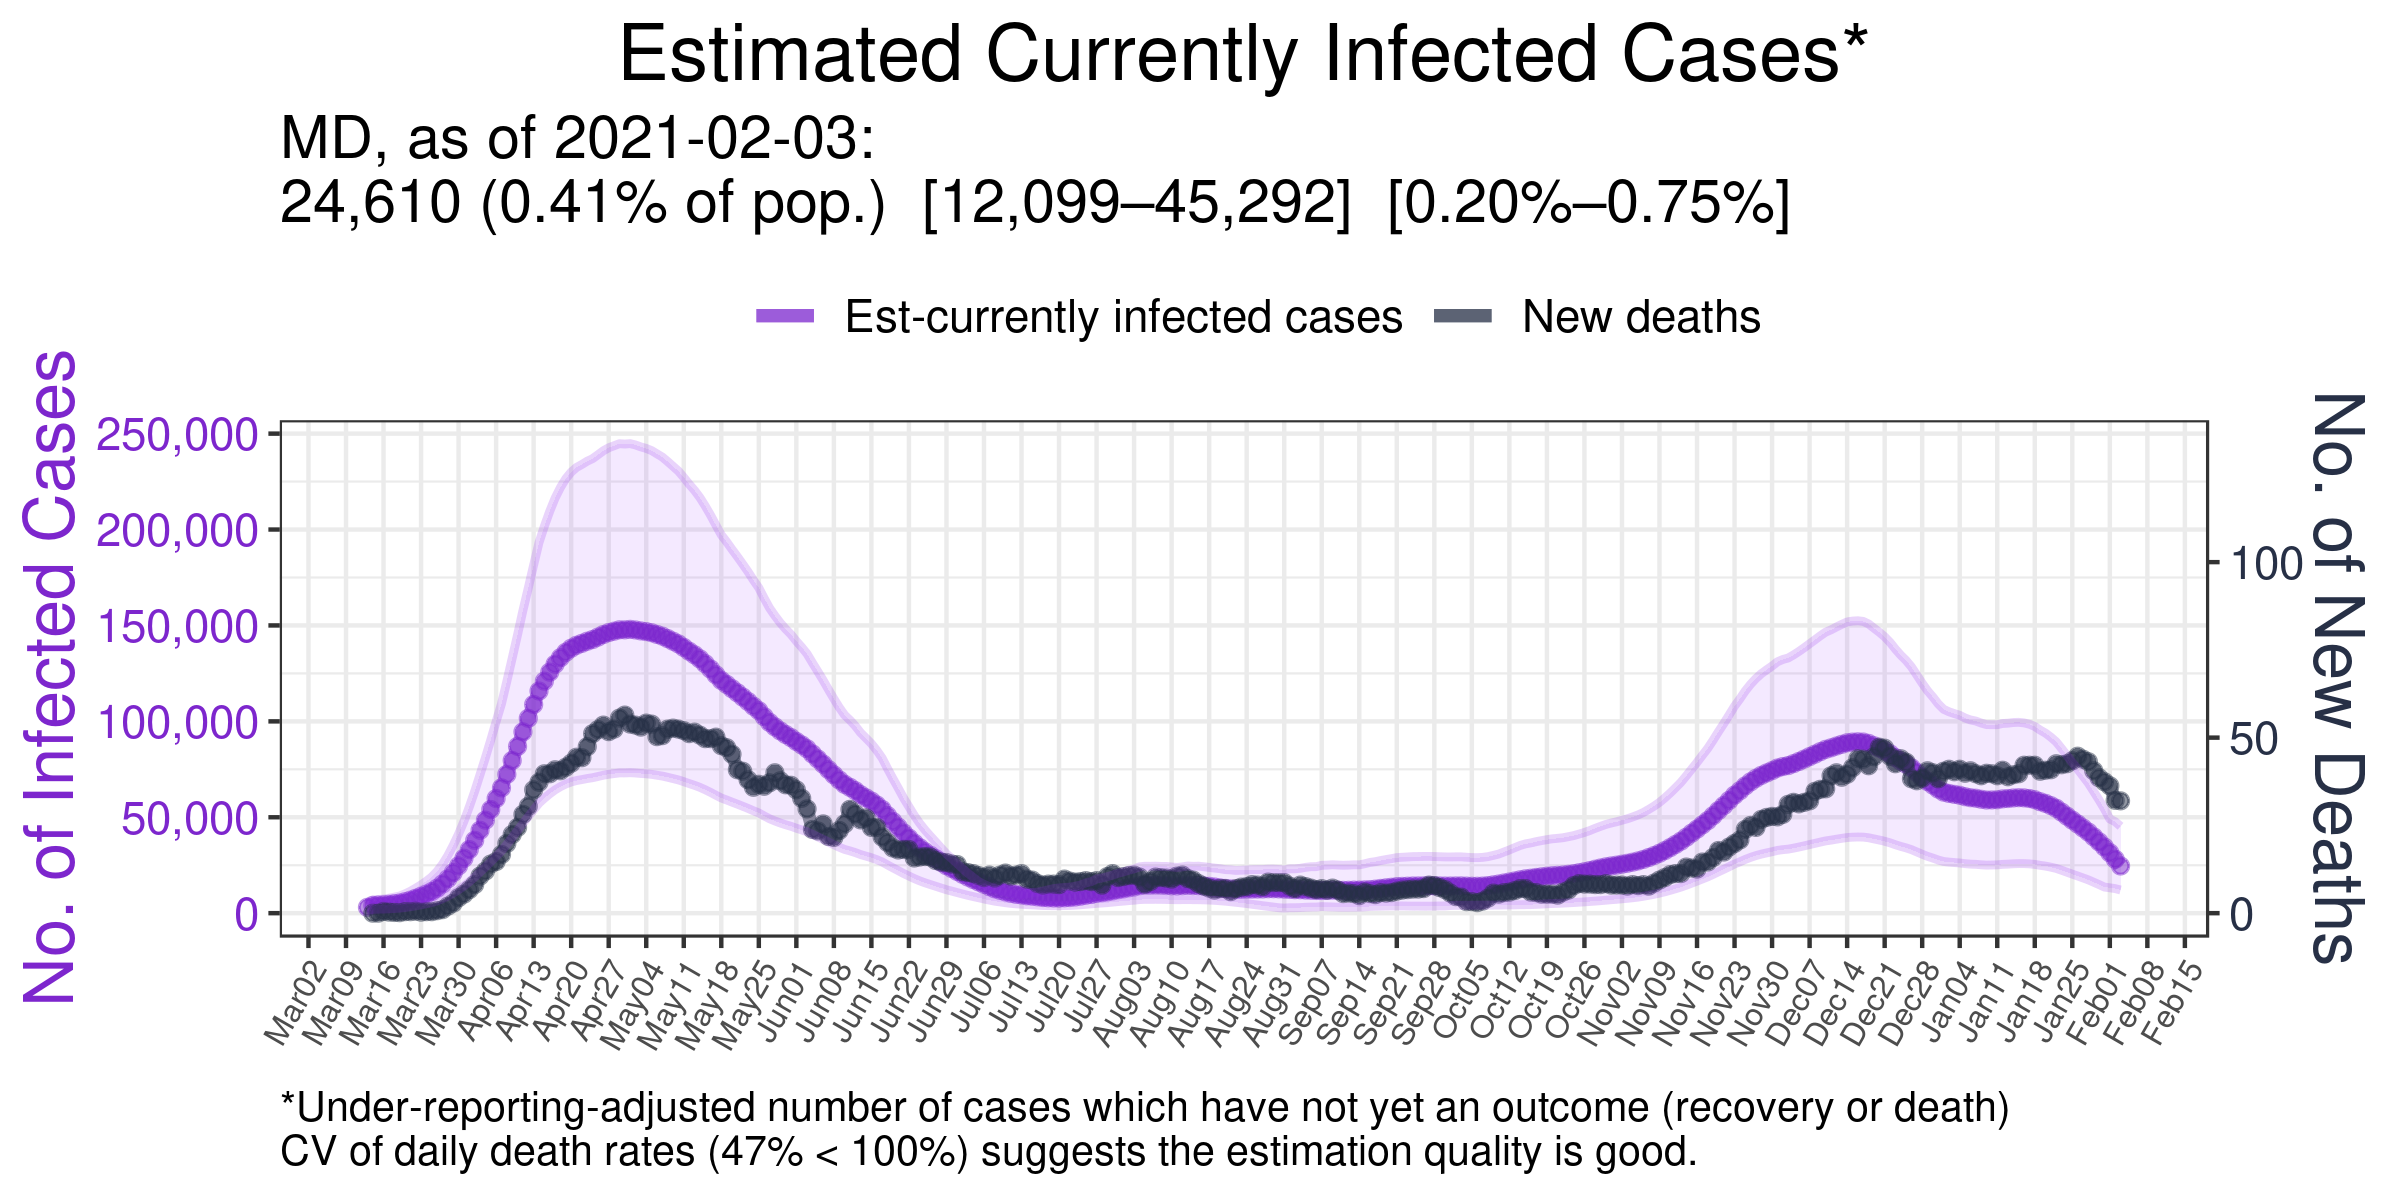 Estimated Currently Infected Cases*
MD, as of 2021-02-03:
24,610 (0.41% of pop.)  [12,099–45,292]  [0.20%–0.75%]
Est-currently infected cases
New deaths
No. of Infected Cases
250,000
200,000
150,000
100,000
50,000
0
100
50
0
No. of New Deaths
Mar02
Mar09
Mar16
Mar23
Mar30
Apr06
Apr13
Apr20
Apr27
May04
May11
May18
May25
Jun01
Jun08
Jun15
Jun22
Jun29
Jul06
Jul13
Jul20
Jul27
Aug03
Aug10
Aug17
Aug24
Aug31
Sep07
Sep14
Sep21
Sep28
Oct05
Oct12
Oct19
Oct26
Nov02
Nov09
Nov16
Nov23
Nov30
Dec07
Dec14
Dec21
Dec28
Jan04
Jan11
Jan18
Jan25
Feb01
Feb08
Feb15
*Under-reporting-adjusted number of cases which have not yet an outcome (recovery or death)
CV of daily death rates (47% < 100%) suggests the estimation quality is good.